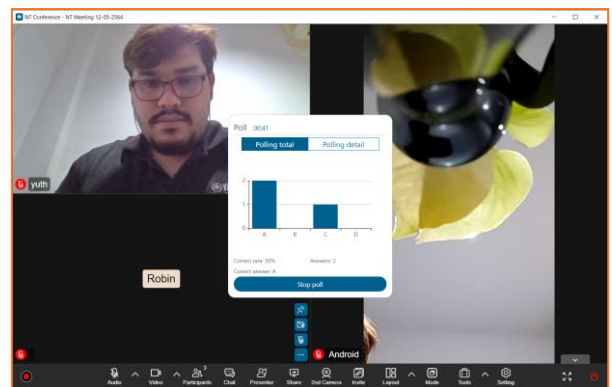 NT Conference - NT Meeting 12-05-2564
Poll 00:41
Polling total Polling detail
2
1
0
A B C D
Correct rate: 50% Answers: 2
Correct answer: A
Stop poll
yuth
Robin
Android
3
Audio Video Participants Chat Presenter Share 2nd Camera Invite Layout Mode Tools Setting